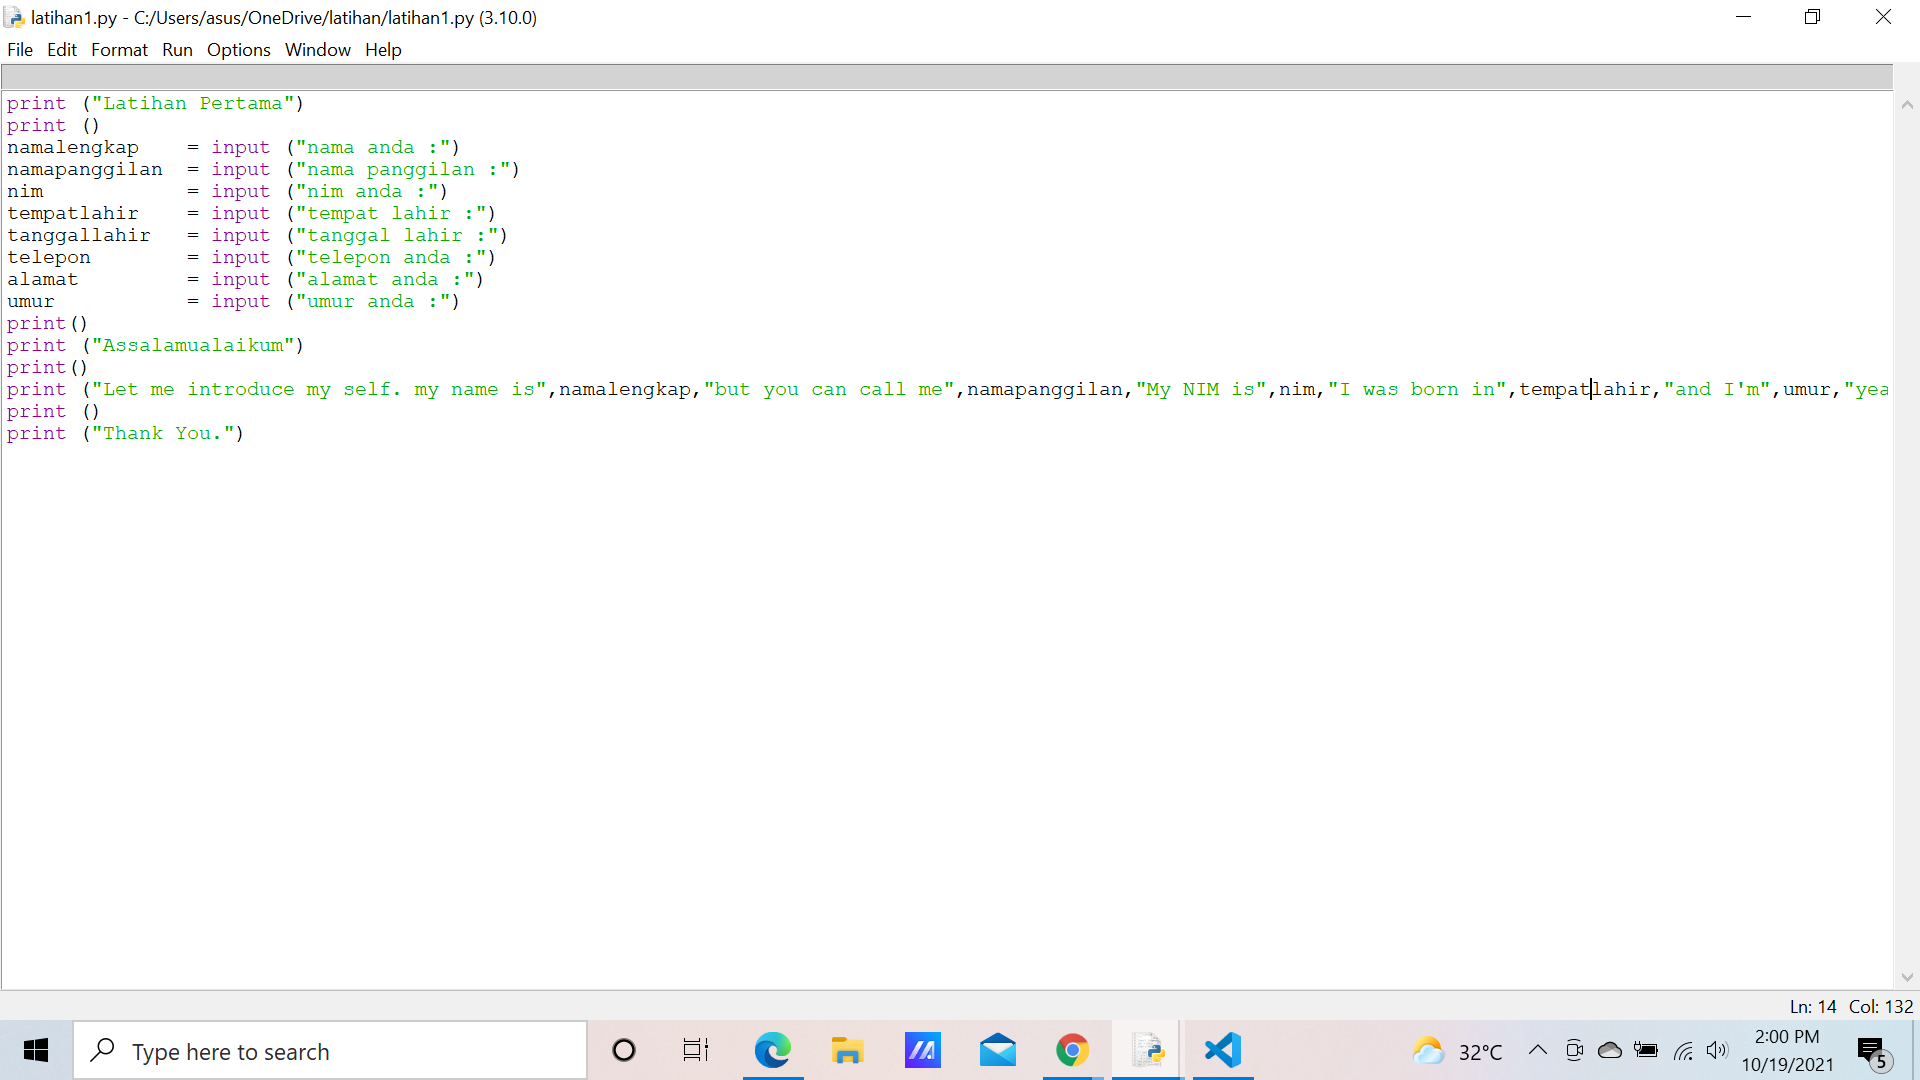 latihan1.py - C:/Users/asus/OneDrive/latihan/latihan1.py (3.10.0)
File Edit Format Run Options Window Help
print ("Latihan Pertama")
print ()
namalengkap    = input ("nama anda :")
namapanggilan  = input ("nama panggilan :")
nim            = input ("nim anda :")
tempatlahir    = input ("tempat lahir :")
tanggallahir   = input ("tanggal lahir :")
telepon        = input ("telepon anda :")
alamat         = input ("alamat anda :")
umur           = input ("umur anda :")
print()
print ("Assalamualaikum")
print()
print ("Let me introduce my self. my name is",namalengkap,"but you can call me",namapanggilan,"My NIM is",nim,"I was born in",tempatlahir,"and I'm",umur,"yea
print ()
print ("Thank You.")
Ln: 14 Col: 132
Type here to search
32°C
2:00 PM
10/19/2021
5